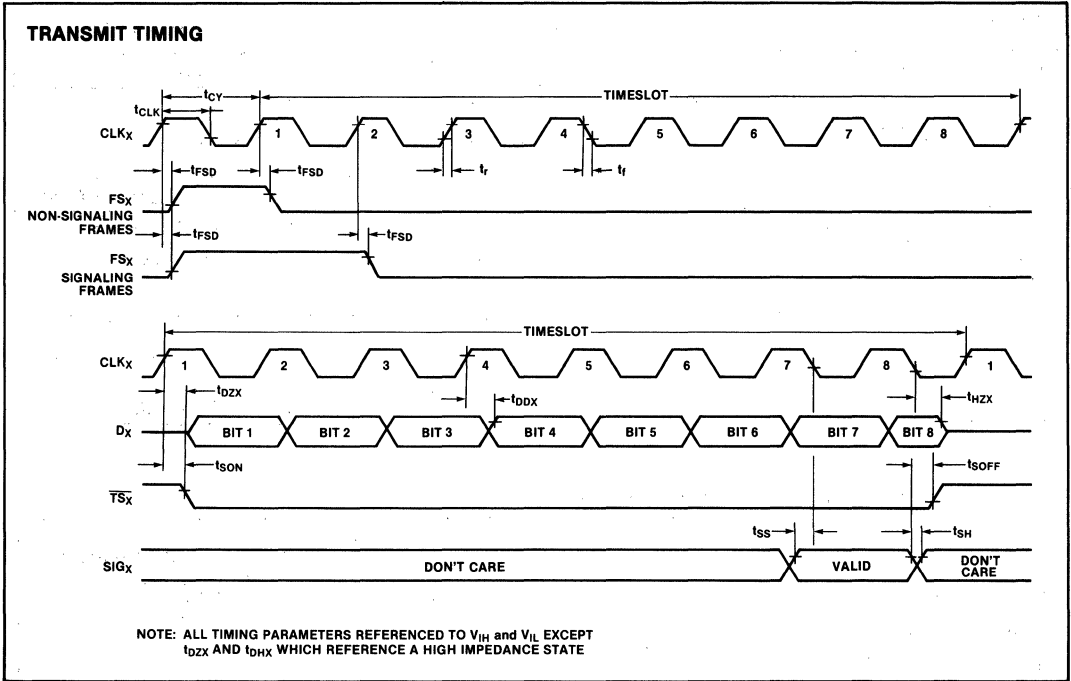 TRANSMIT TIMING
tCY
TIMESLOT
tCLK
CLKX
1 2 3 4 5 6 7 8
tFSD tFSD tr tf
FSX
NON-SIGNALING
FRAMES
tFSD tFSD
FSX
SIGNALING
FRAMES
TIMESLOT
CLKX
1 2 3 4 5 6 7 8 1
tDZX tDDX tHZX
DX
BIT 1 BIT 2 BIT 3 BIT 4 BIT 5 BIT 6 BIT 7 BIT 8
tSON tSOFF
TSX
tSS tSH
SIGX
DON'T CARE VALID DON'T
CARE
NOTE: ALL TIMING PARAMETERS REFERENCED TO VIH and VIL EXCEPT
tDZX AND tDHX WHICH REFERENCE A HIGH IMPEDANCE STATE